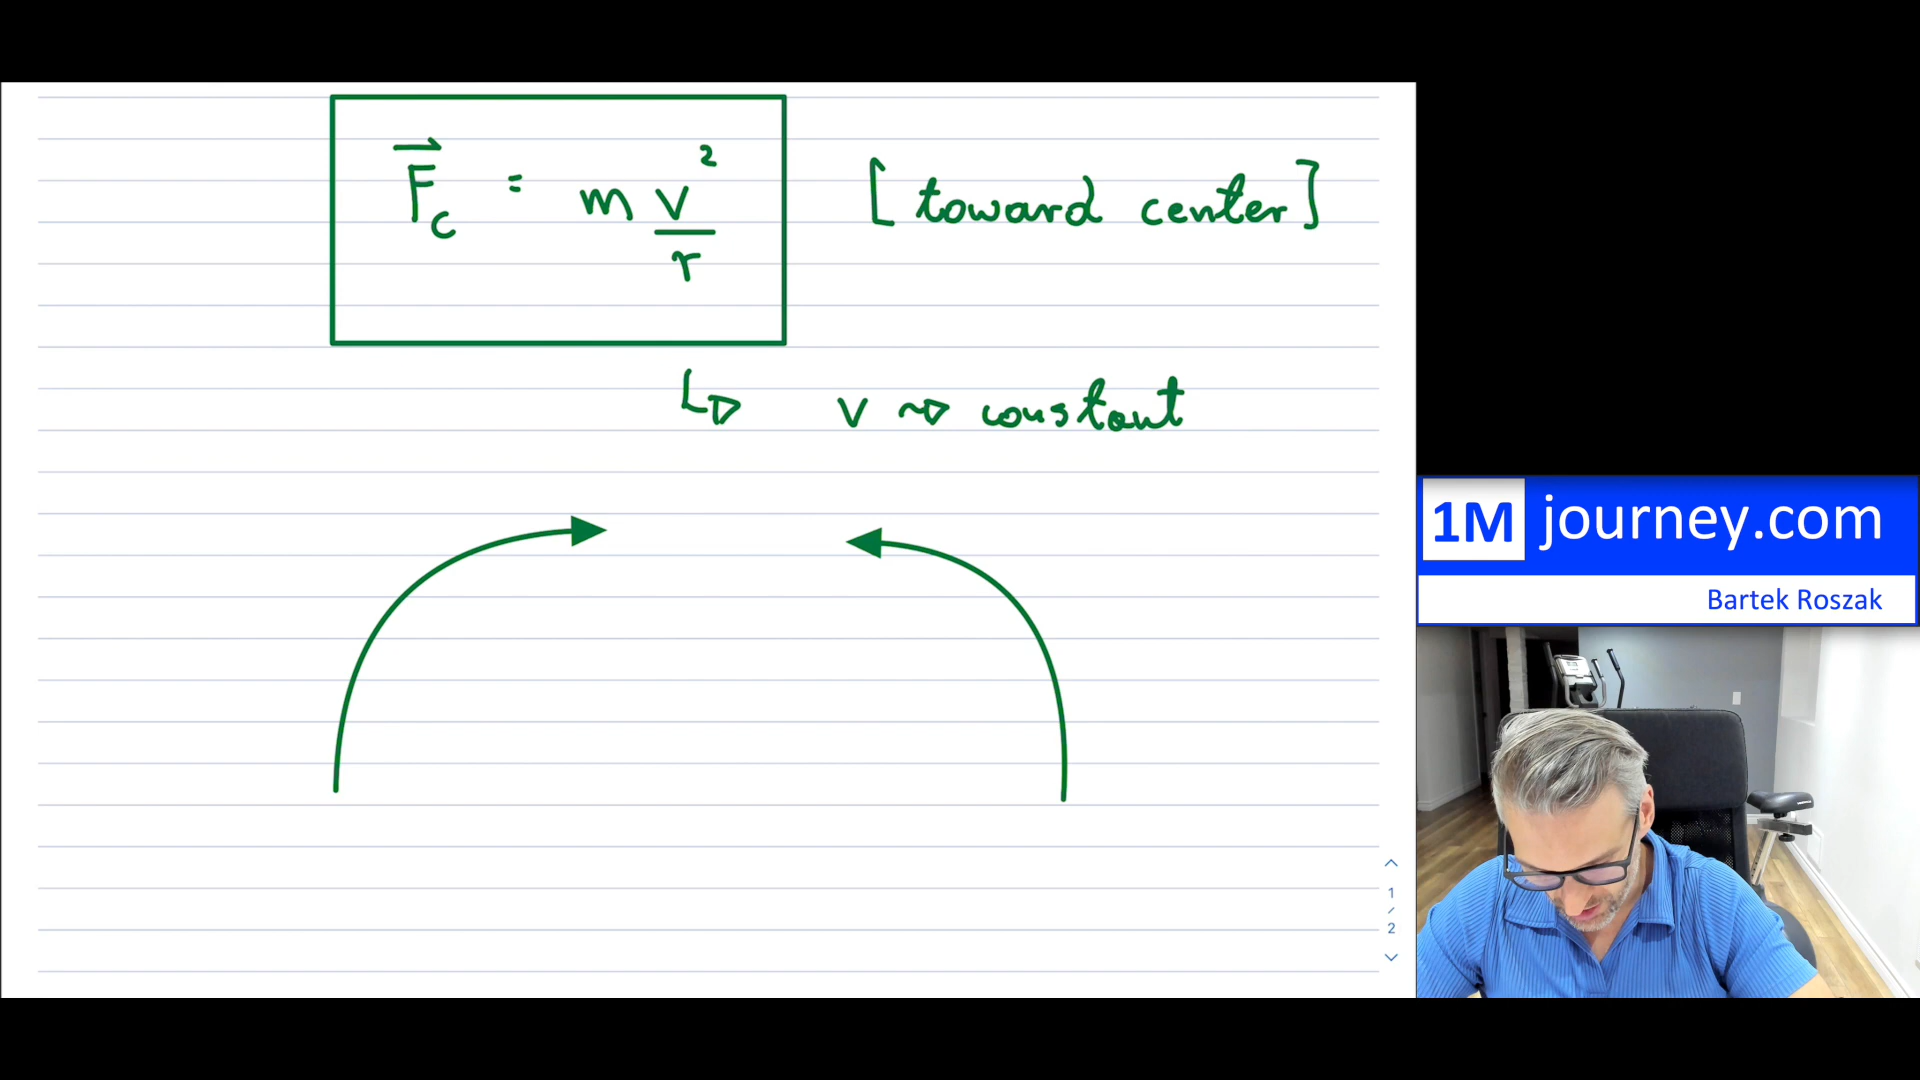 F⃗c = m v²/r [toward center]
v ⇝ constant
1M journey.com
Bartek Roszak
1
/
2